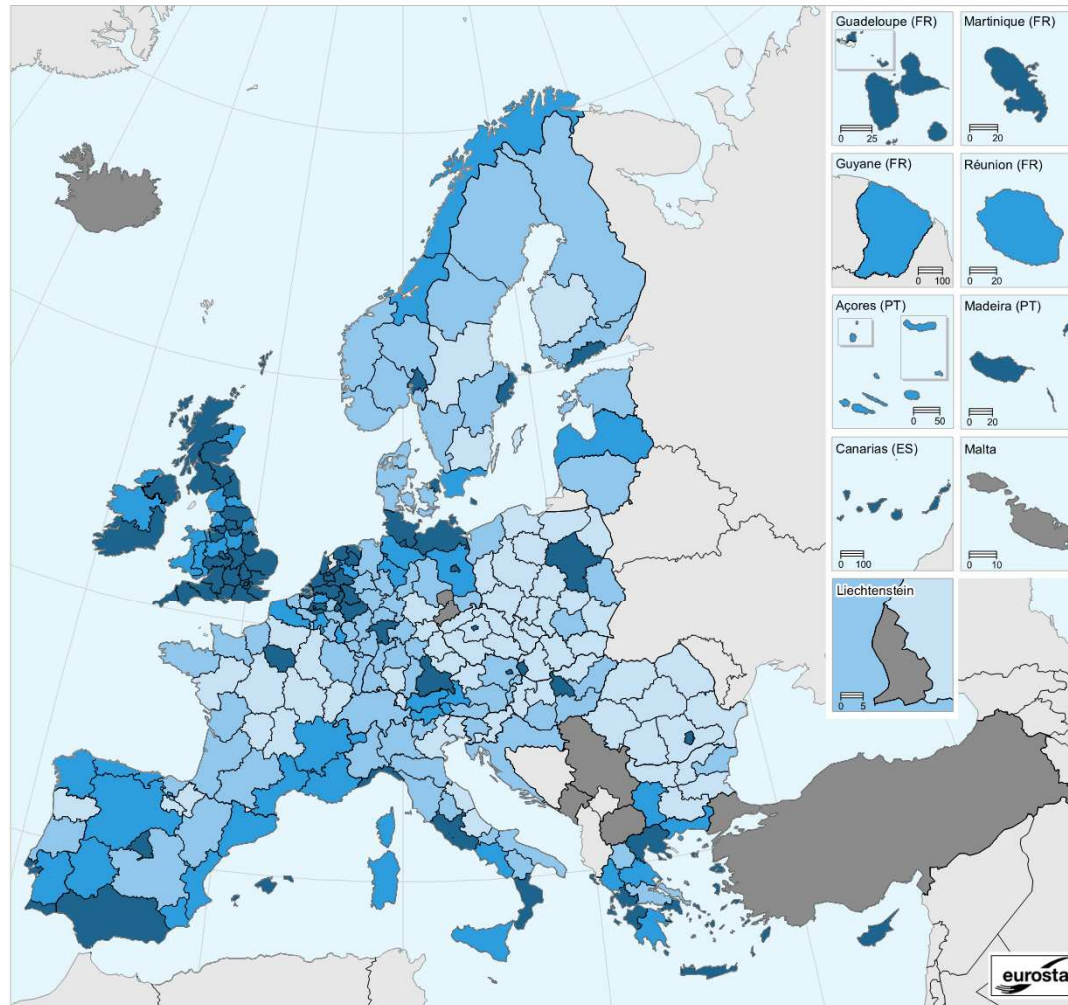 Guadeloupe (FR)
0 25
Martinique (FR)
0 20
Guyane (FR)
0 100
Réunion (FR)
0 20
Açores (PT)
0 50
Madeira (PT)
0 20
Canarias (ES)
0 100
Malta
0 10
Liechtenstein
0 5
eurosta